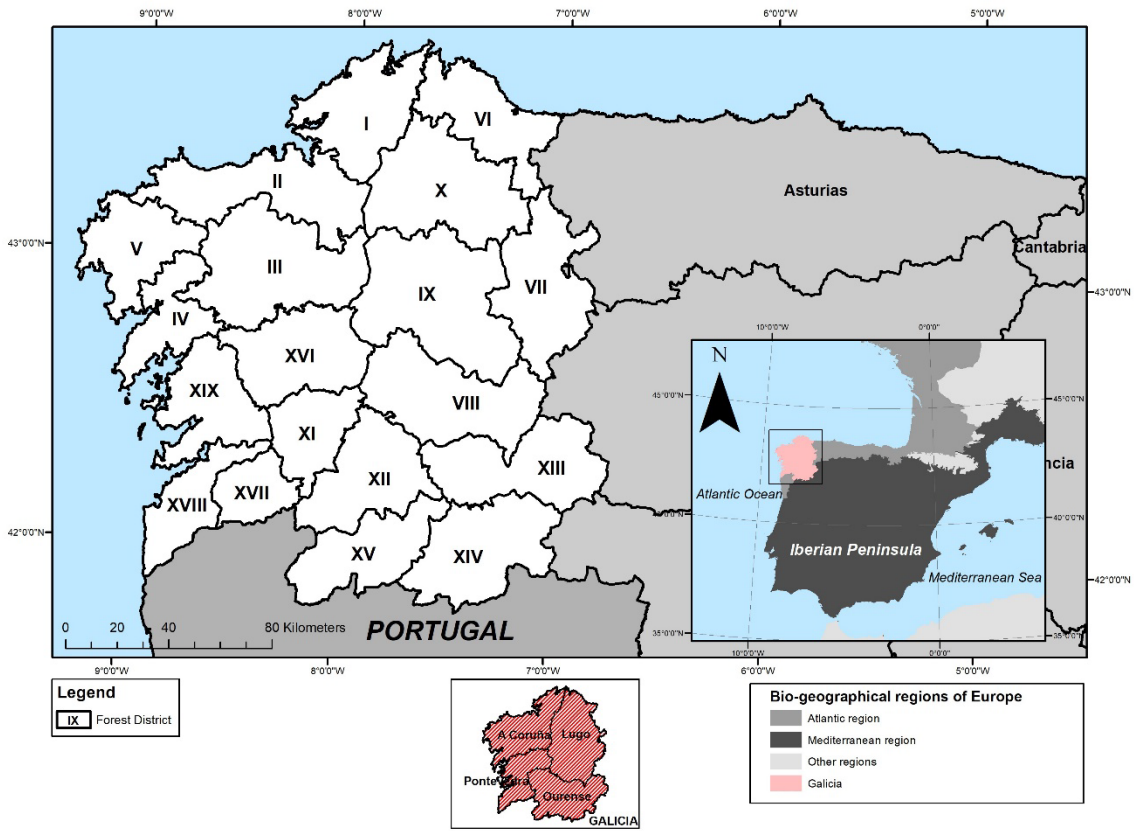 9°0'0"W
8°0'0"W
7°0'0"W
6°0'0"W
5°0'0"W
I
VI
II
X
Asturias
V
43°0'0"N
Cantabria
III
IX
VII
43°0'0"N
IV
XVI
10°0'0"W
0°0'0"
N
XIX
VIII
45°0'0"N
45°0'0"N
XI
XIII
ncia
XII
XVIII
XVII
Atlantic Ocean
42°0'0"N
40°0'0"N
XV
XIV
Iberian Peninsula
Mediterranean Sea
42°0'0"N
0
20
40
80 Kilometers
PORTUGAL
35°0'0"N
35°0'0"N
10°0'0"W
0°0'0"
9°0'0"W
8°0'0"W
7°0'0"W
6°0'0"W
5°0'0"W
Legend
IX Forest District
A Coruña
Lugo
Ourense
GALICIA
Bio-geographical regions of Europe
Atlantic region
Mediterranean region
Other regions
Galicia